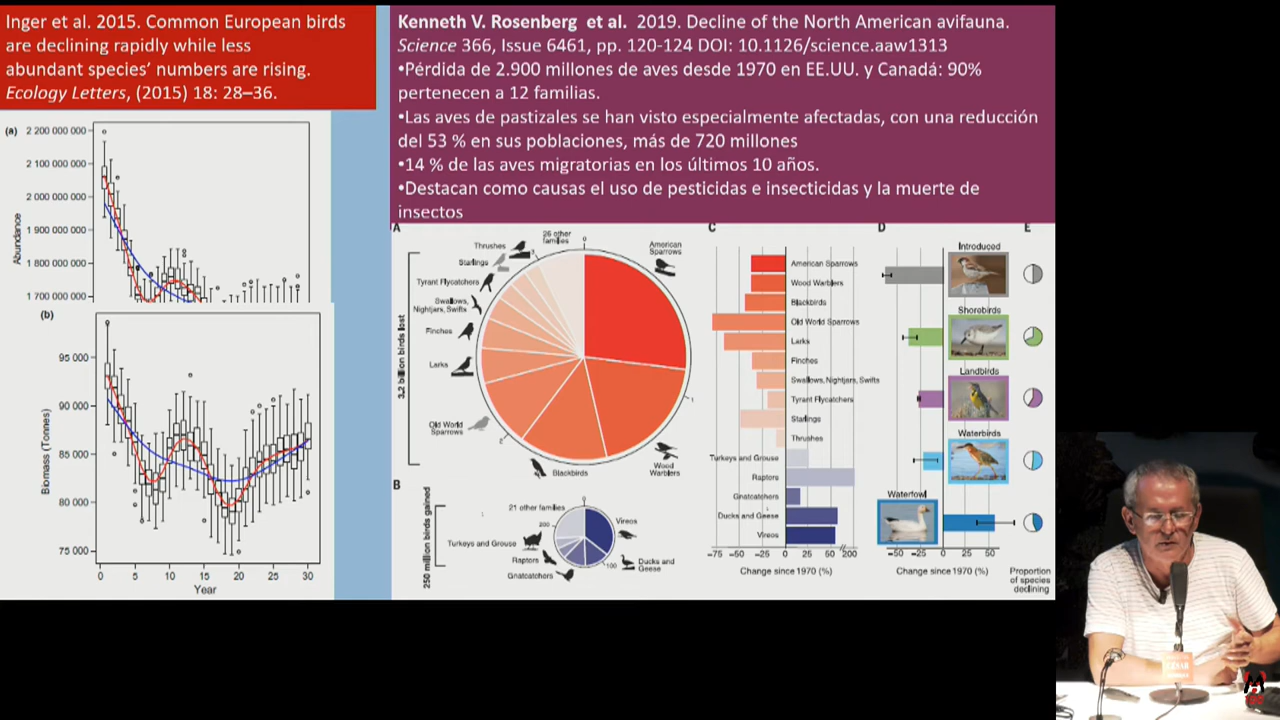 Inger et al. 2015. Common European birds
are declining rapidly while less
abundant species' numbers are rising.
Ecology Letters, (2015) 18: 28–36.
Kenneth V. Rosenberg et al. 2019. Decline of the North American avifauna.
Science 366, Issue 6461, pp. 120-124 DOI: 10.1126/science.aaw1313
•Pérdida de 2.900 millones de aves desde 1970 en EE.UU. y Canadá: 90%
pertenecen a 12 familias.
•Las aves de pastizales se han visto especialmente afectadas, con una reducción
del 53 % en sus poblaciones, más de 720 millones
•14 % de las aves migratorias en los últimos 10 años.
•Destacan como causas el uso de pesticidas e insecticidas y la muerte de
insectos
(a)
2 200 000 000
2 100 000 000
2 000 000 000
1 900 000 000
1 800 000 000
1 700 000 000
Abundance
(b)
95 000
90 000
85 000
80 000
75 000
Biomass (Tonnes)
0 5 10 15 20 25 30
Year
A
3.2 billion birds lost
0
1
2
26 other
families
Thrushes
Starlings
Tyrant Flycatchers
Swallows,
Nightjars, Swifts
Finches
Larks
Old World
Sparrows
Blackbirds
Wood
Warblers
American
Sparrows
B
250 million birds gained
0
100
200
21 other families
Turkeys and Grouse
Raptors
Gnatcatchers
Vireos
Ducks and
Geese
C
American Sparrows
Wood Warblers
Blackbirds
Old World Sparrows
Larks
Finches
Swallows, Nightjars, Swifts
Tyrant Flycatchers
Starlings
Thrushes
Turkeys and Grouse
Raptors
Gnatcatchers
Ducks and Geese
Vireos
−75 −50 −25 0 25 50 200
Change since 1970 (%)
D
Introduced
Shorebirds
Landbirds
Waterbirds
Waterfowl
−50 −25 0 25 50
Change since 1970 (%)
E
Proportion
of species
declining